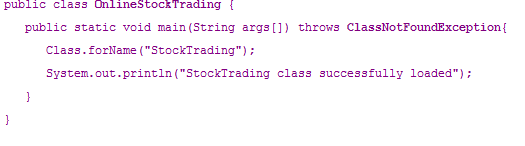 public class OnlineStockTrading {
public static void main(String args[]) throws ClassNotFoundException{
Class.forName("StockTrading");
System.out.println("StockTrading class successfully loaded");
}
}